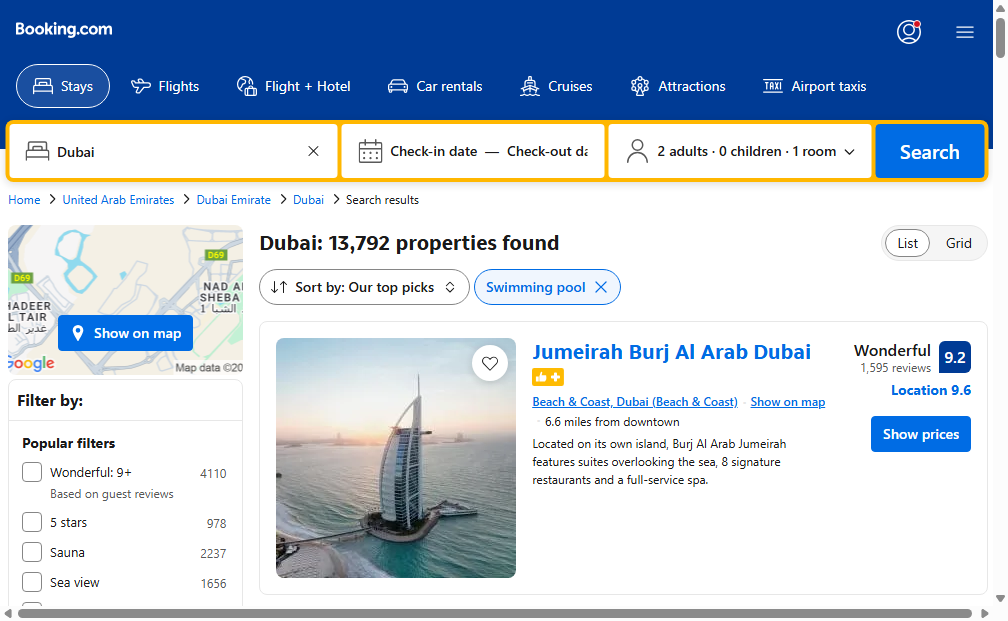 Booking.com
Stays
Flights
Flight + Hotel
Car rentals
Cruises
Attractions
TAXI Airport taxis
Dubai
Check-in date — Check-out da
2 adults · 0 children · 1 room
Search
Home
United Arab Emirates
Dubai Emirate
Dubai
Search results
D69
D69
NAD A
SHEBA
HADEER
L TAIR
غدير الط
الشبا 1
Show on map
Google
Map data ©20
Filter by:
Popular filters
Wonderful: 9+ 4110
Based on guest reviews
5 stars 978
Sauna 2237
Sea view 1656
Dubai: 13,792 properties found
List
Grid
Sort by: Our top picks
Swimming pool
Jumeirah Burj Al Arab Dubai
Beach & Coast, Dubai (Beach & Coast) · Show on map
· 6.6 miles from downtown
Located on its own island, Burj Al Arab Jumeirah
features suites overlooking the sea, 8 signature
restaurants and a full-service spa.
Wonderful 9.2
1,595 reviews
Location 9.6
Show prices